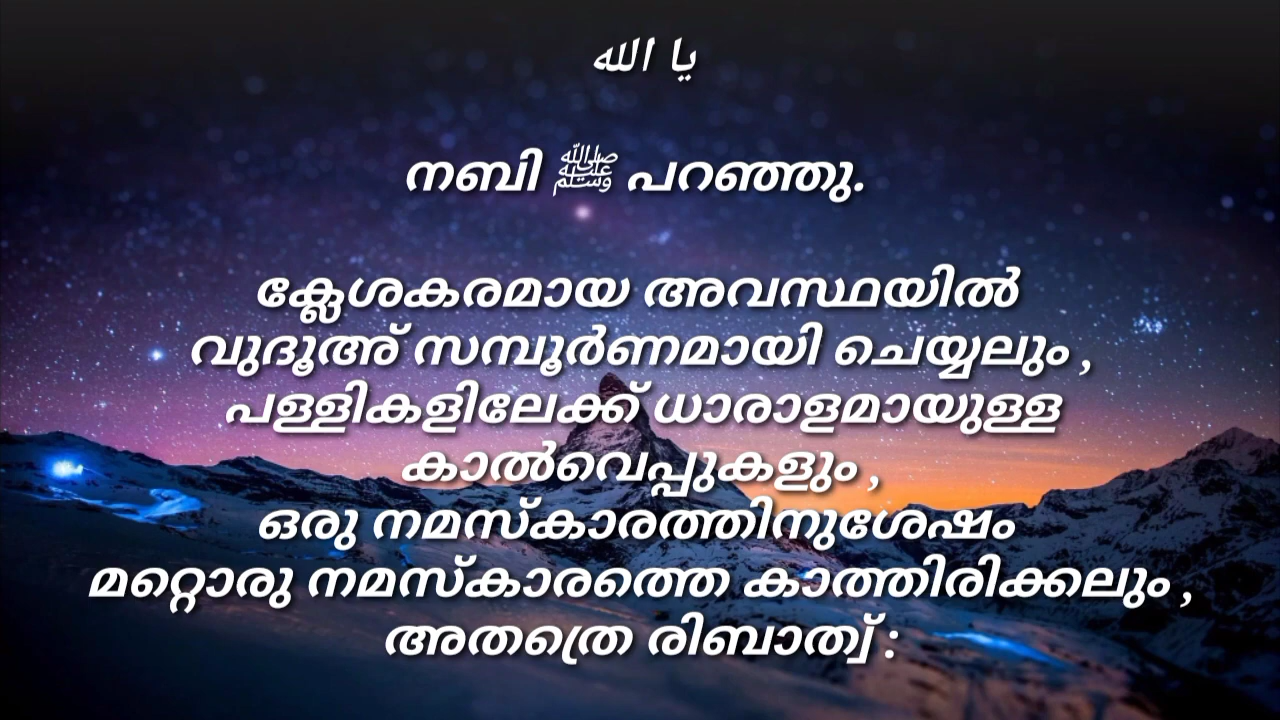 يا الله
നബി ﷺ പറഞ്ഞു.
ക്ലേശകരമായ അവസ്ഥയിൽ
വുദൂഅ് സമ്പൂർണമായി ചെയ്യലും ,
പള്ളികളിലേക്ക് ധാരാളമായുള്ള
കാൽവെപ്പുകളും ,
ഒരു നമസ്കാരത്തിനുശേഷം
മറ്റൊരു നമസ്കാരത്തെ കാത്തിരിക്കലും ,
അതത്രെ രിബാത്വ് :